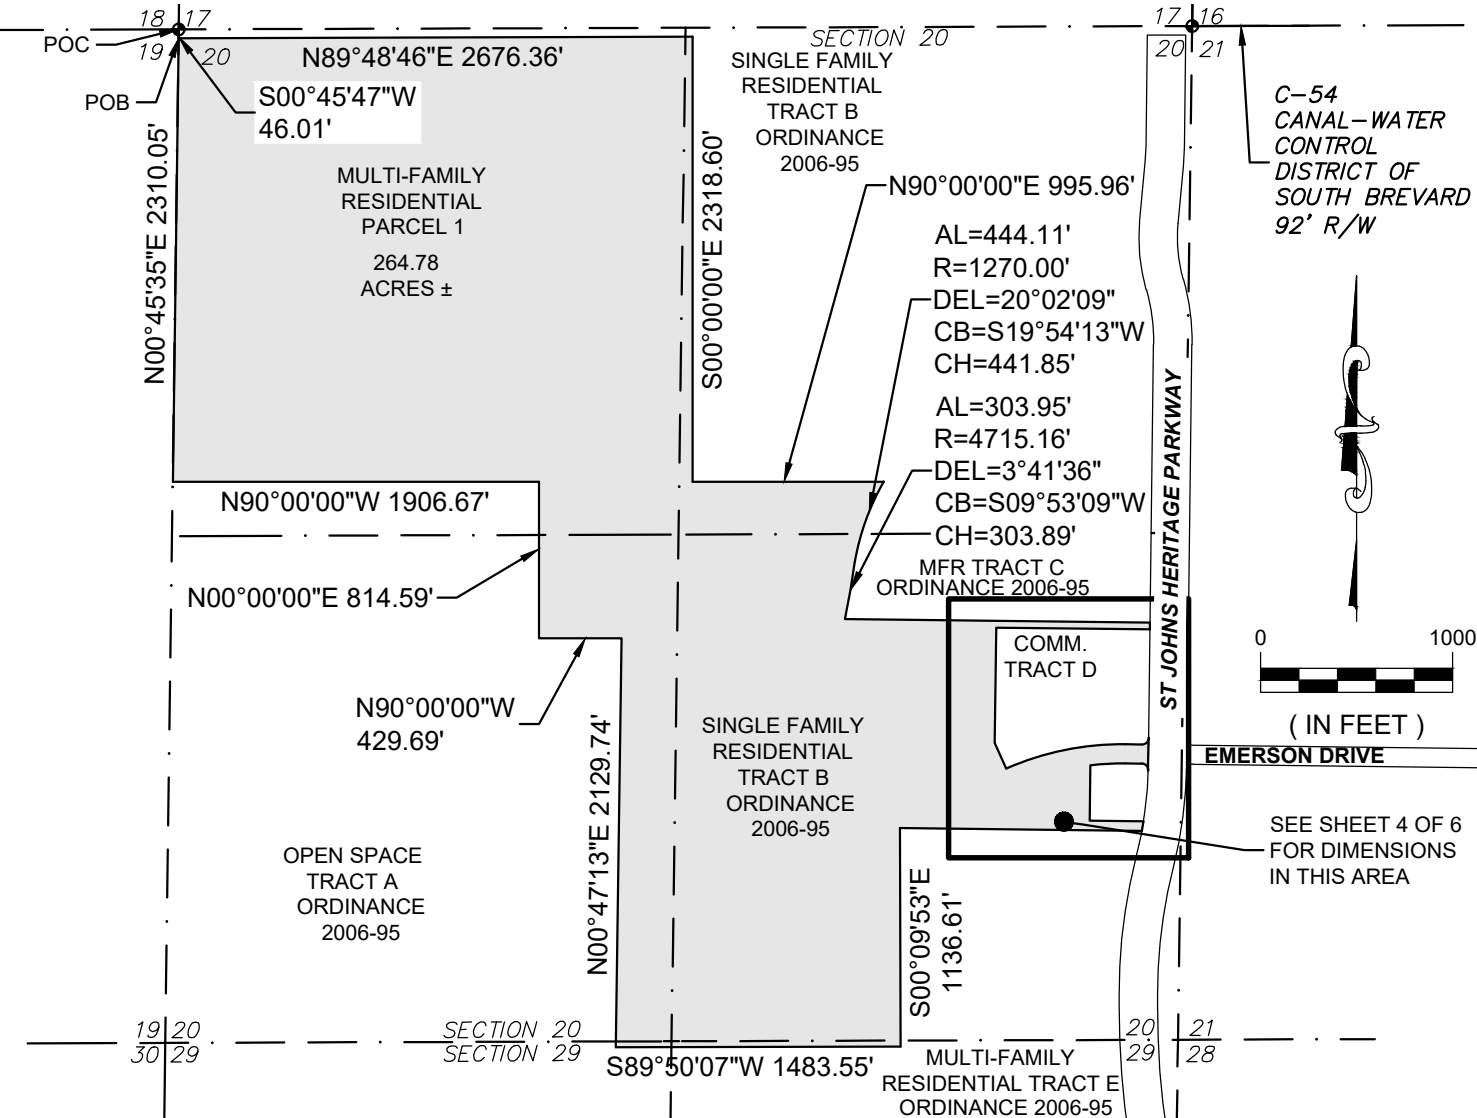 18 17
17 16
POC
19 20
N89°48'46"E 2676.36'
SECTION 20
20 21
POB
S00°45'47"W
46.01'
SINGLE FAMILY
RESIDENTIAL
TRACT B
ORDINANCE
2006-95
C-54
CANAL-WATER
CONTROL
DISTRICT OF
SOUTH BREVARD
92' R/W
N00°45'35"E 2310.05'
MULTI-FAMILY
RESIDENTIAL
PARCEL 1
264.78
ACRES ±
S00°00'00"E 2318.60'
N90°00'00"E 995.96'
AL=444.11'
R=1270.00'
DEL=20°02'09"
CB=S19°54'13"W
CH=441.85'
AL=303.95'
R=4715.16'
DEL=3°41'36"
CB=S09°53'09"W
CH=303.89'
ST JOHNS HERITAGE PARKWAY
N90°00'00"W 1906.67'
MFR TRACT C
ORDINANCE 2006-95
N00°00'00"E 814.59'
COMM.
TRACT D
0 1000
( IN FEET )
N90°00'00"W
429.69'
EMERSON DRIVE
N00°47'13"E 2129.74'
SINGLE FAMILY
RESIDENTIAL
TRACT B
ORDINANCE
2006-95
SEE SHEET 4 OF 6
FOR DIMENSIONS
IN THIS AREA
OPEN SPACE
TRACT A
ORDINANCE
2006-95
S00°09'53"E
1136.61'
19 20
30 29
SECTION 20
SECTION 29
20 21
29 28
S89°50'07"W 1483.55'
MULTI-FAMILY
RESIDENTIAL TRACT E
ORDINANCE 2006-95